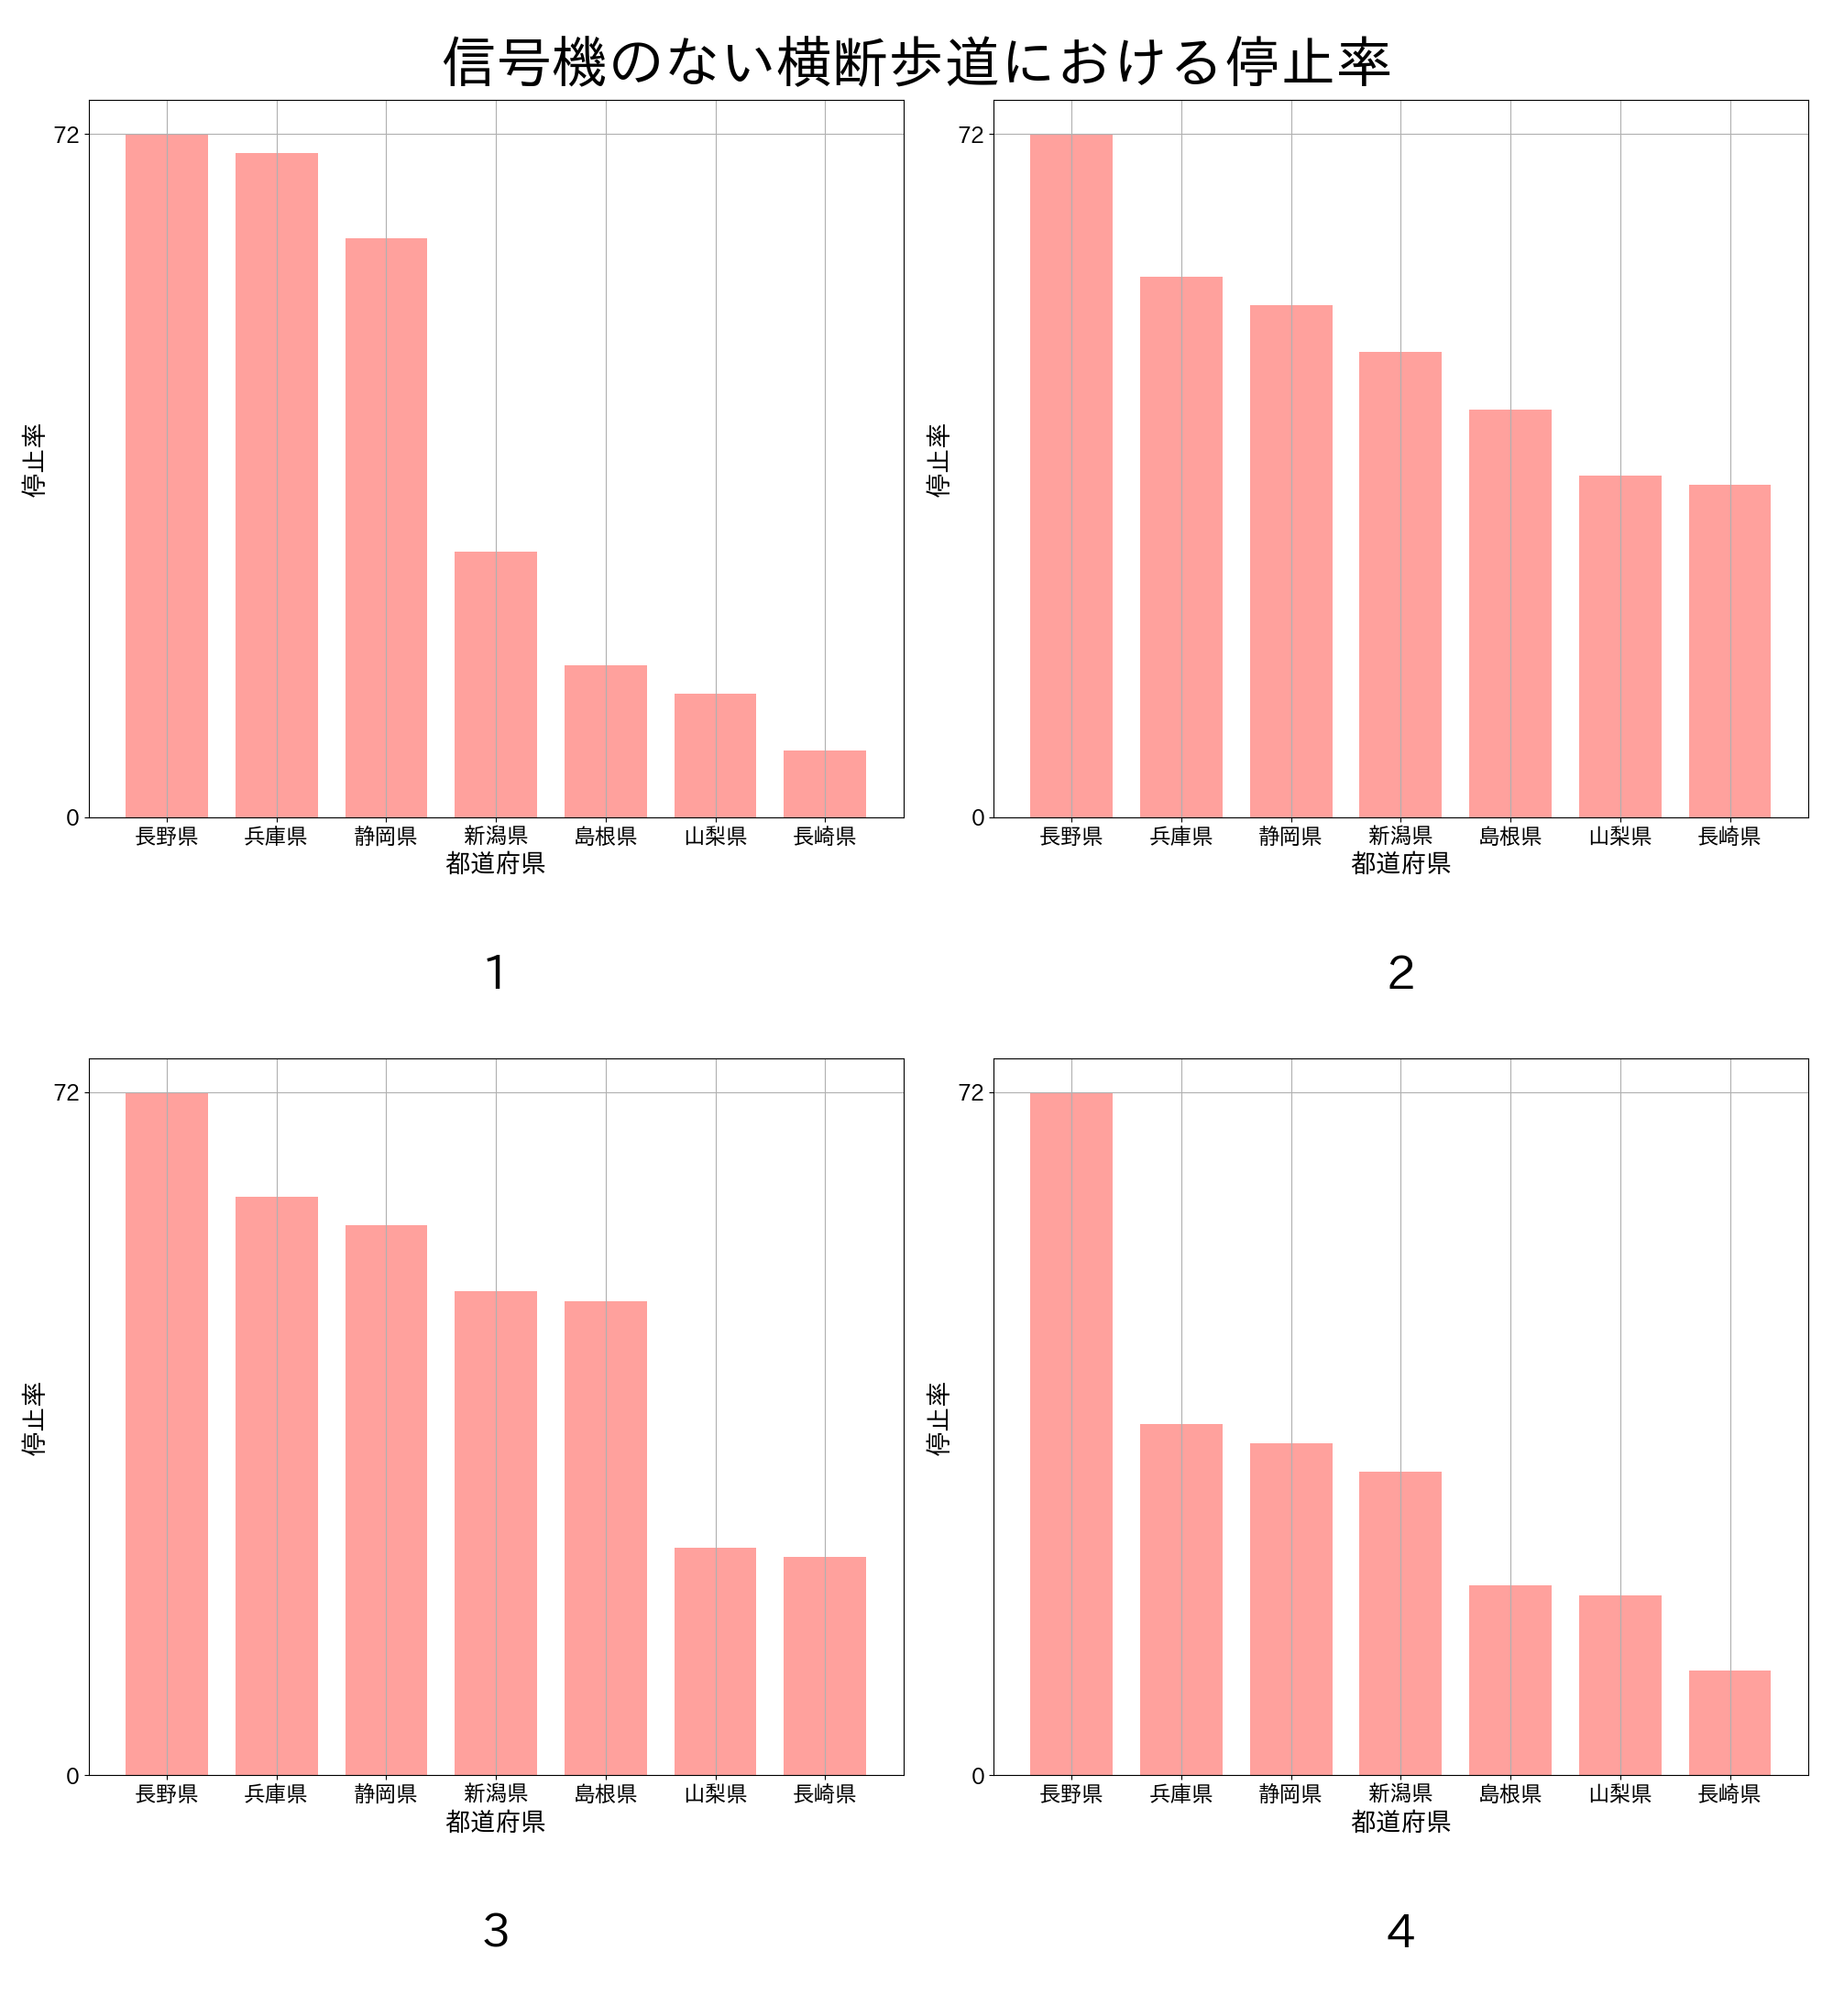 信号機のない横断歩道における停止率
72
0
停止率
長野県 兵庫県 静岡県 新潟県 島根県 山梨県 長崎県
都道府県
1
72
0
停止率
長野県 兵庫県 静岡県 新潟県 島根県 山梨県 長崎県
都道府県
2
72
0
停止率
長野県 兵庫県 静岡県 新潟県 島根県 山梨県 長崎県
都道府県
3
72
0
停止率
長野県 兵庫県 静岡県 新潟県 島根県 山梨県 長崎県
都道府県
4